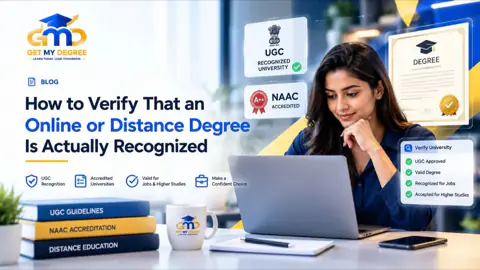 GMD
GET MY DEGREE
LEARN TODAY, LEAD TOMORROW
BLOG
How to Verify That an
Online or Distance Degree
Is Actually Recognized
UGC
Recognition
Accredited
Universities
Valid for
Jobs & Higher Studies
Make a
Confident Choice
UGC
RECOGNIZED
UNIVERSITY
A++
NAAC
ACCREDITED
DEGREE
Verify University
UGC Approved
Valid Degree
Recognized for Jobs
Accepted for Higher Studies
UGC GUIDELINES
NAAC ACCREDITATION
DISTANCE EDUCATION
GMD
GET MY DEGREE